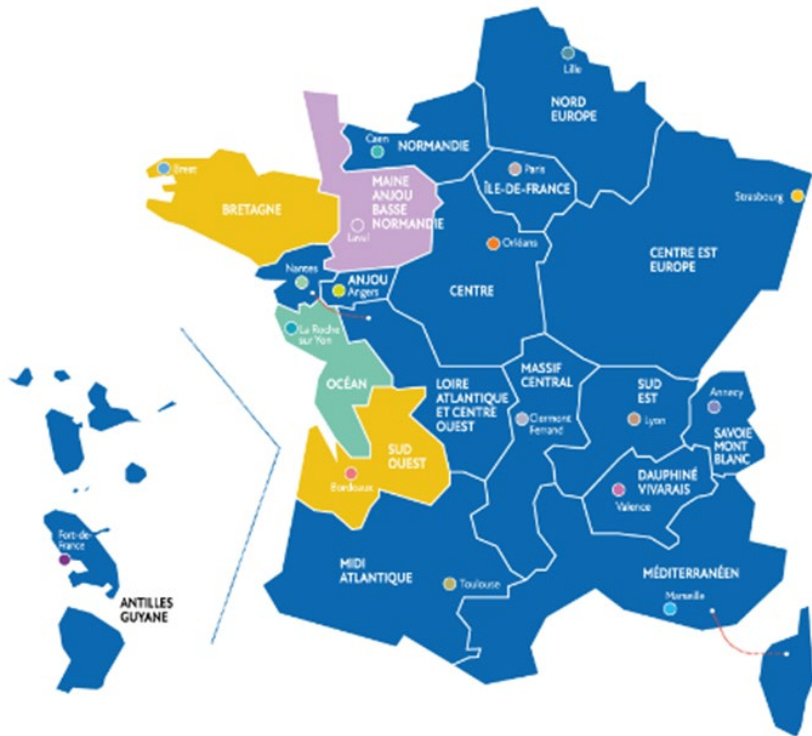 Lille
NORD
EUROPE
Caen
NORMANDIE
Paris
ÎLE-DE-FRANCE
Brest
BRETAGNE
MAINE
ANJOU
BASSE
NORMANDIE
Laval
Strasbourg
Orléans
CENTRE EST
EUROPE
Nantes
ANJOU
Angers
CENTRE
La Roche
sur Yon
OCÉAN
LOIRE
ATLANTIQUE
ET CENTRE
OUEST
MASSIF
CENTRAL
Clermont
Ferrand
SUD
EST
Lyon
Annecy
SAVOIE
MONT
BLANC
SUD
OUEST
Bordeaux
DAUPHINÉ
VIVARAIS
Valence
MIDI
ATLANTIQUE
Toulouse
MÉDITERRANÉEN
Marseille
Fort-de-
France
ANTILLES
GUYANE